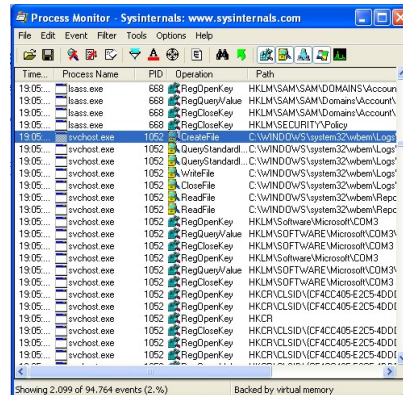 Process Monitor - Sysinternals: www.sysinternals.com
File Edit Event Filter Tools Options Help
Time... Process Name PID Operation Path
19:05:... lsass.exe 668 RegOpenKey HKLM\SAM\SAM\DOMAINS\Accoun
19:05:... lsass.exe 668 RegQueryValue HKLM\SAM\SAM\Domains\Account\
19:05:... lsass.exe 668 RegCloseKey HKLM\SAM\SAM\Domains\Account\
19:05:... lsass.exe 668 RegCloseKey HKLM\SECURITY\Policy
19:05:... svchost.exe 1052 CreateFile C:\WINDOWS\system32\wbem\Logs\
19:05:... svchost.exe 1052 QueryStandardI... C:\WINDOWS\system32\wbem\Logs\
19:05:... svchost.exe 1052 QueryStandardI... C:\WINDOWS\system32\wbem\Logs\
19:05:... svchost.exe 1052 WriteFile C:\WINDOWS\system32\wbem\Logs\
19:05:... svchost.exe 1052 CloseFile C:\WINDOWS\system32\wbem\Logs\
19:05:... svchost.exe 1052 ReadFile C:\WINDOWS\system32\wbem\Repo
19:05:... svchost.exe 1052 ReadFile C:\WINDOWS\system32\wbem\Repo
19:05:... svchost.exe 1052 RegOpenKey HKLM\Software\Microsoft\COM3
19:05:... svchost.exe 1052 RegQueryValue HKLM\SOFTWARE\Microsoft\COM3\
19:05:... svchost.exe 1052 RegCloseKey HKLM\SOFTWARE\Microsoft\COM3
19:05:... svchost.exe 1052 RegOpenKey HKLM\Software\Microsoft\COM3
19:05:... svchost.exe 1052 RegQueryValue HKLM\SOFTWARE\Microsoft\COM3\
19:05:... svchost.exe 1052 RegCloseKey HKLM\SOFTWARE\Microsoft\COM3
19:05:... svchost.exe 1052 RegOpenKey HKCR\CLSID\{CF4CC405-E2C5-4DDD
19:05:... svchost.exe 1052 RegOpenKey HKCR
19:05:... svchost.exe 1052 RegOpenKey HKCR\CLSID\{CF4CC405-E2C5-4DDD
19:05:... svchost.exe 1052 RegCloseKey HKCR\CLSID\{CF4CC405-E2C5-4DDD
Showing 2.099 of 94.764 events (2.%) Backed by virtual memory